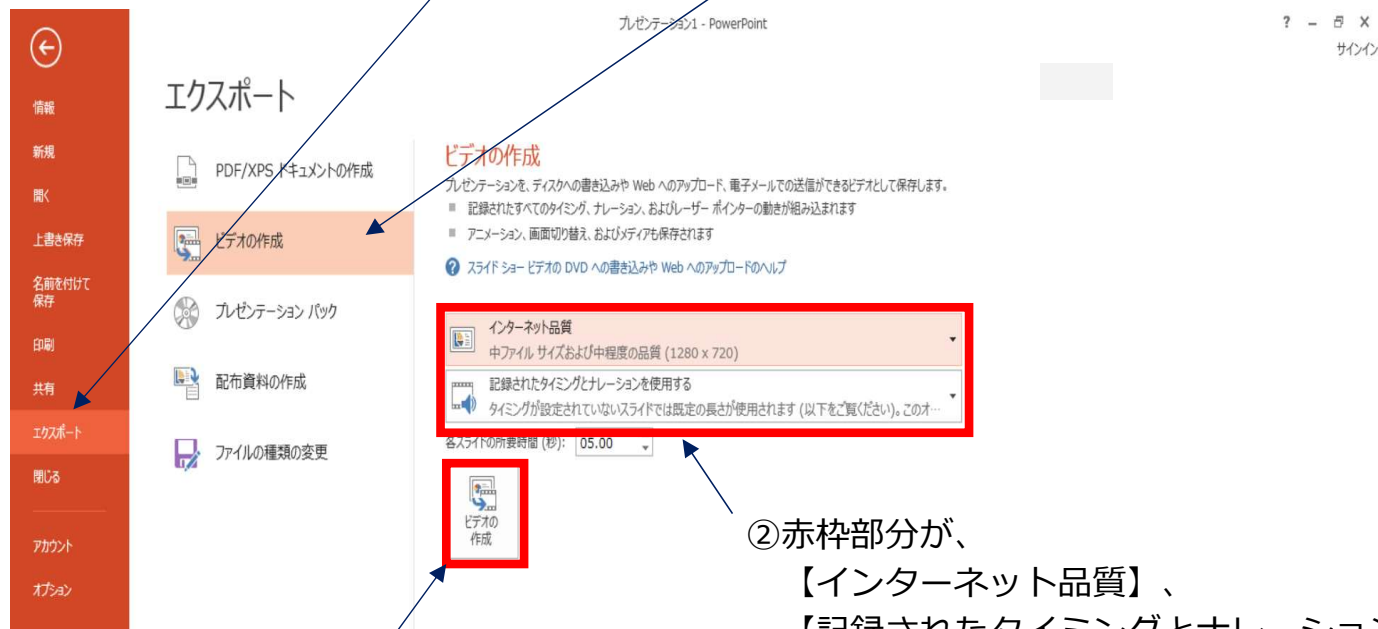 プレゼンテーション1 - PowerPoint
?
サインイン
エクスポート
情報
新規
開く
上書き保存
名前を付けて
保存
印刷
共有
エクスポート
閉じる
アカウント
オプション
PDF/XPS ドキュメントの作成
ビデオの作成
プレゼンテーション パック
配布資料の作成
ファイルの種類の変更
ビデオの作成
プレゼンテーションを、ディスクへの書き込みや Web へのアップロード、電子メールでの送信ができるビデオとして保存します。
記録されたすべてのタイミング、ナレーション、およびレーザー ポインターの動きが組み込まれます
アニメーション、画面切り替え、およびメディアも保存されます
スライド ショー ビデオの DVD への書き込みや Web へのアップロードのヘルプ
インターネット品質
中ファイル サイズおよび中程度の品質 (1280 x 720)
記録されたタイミングとナレーションを使用する
タイミングが設定されていないスライドでは既定の長さが使用されます (以下をご覧ください)。このオ…
各スライドの所要時間 (秒): 05.00
ビデオの
作成
②赤枠部分が、
【インターネット品質】、
【記録されたタイミングとナレーション